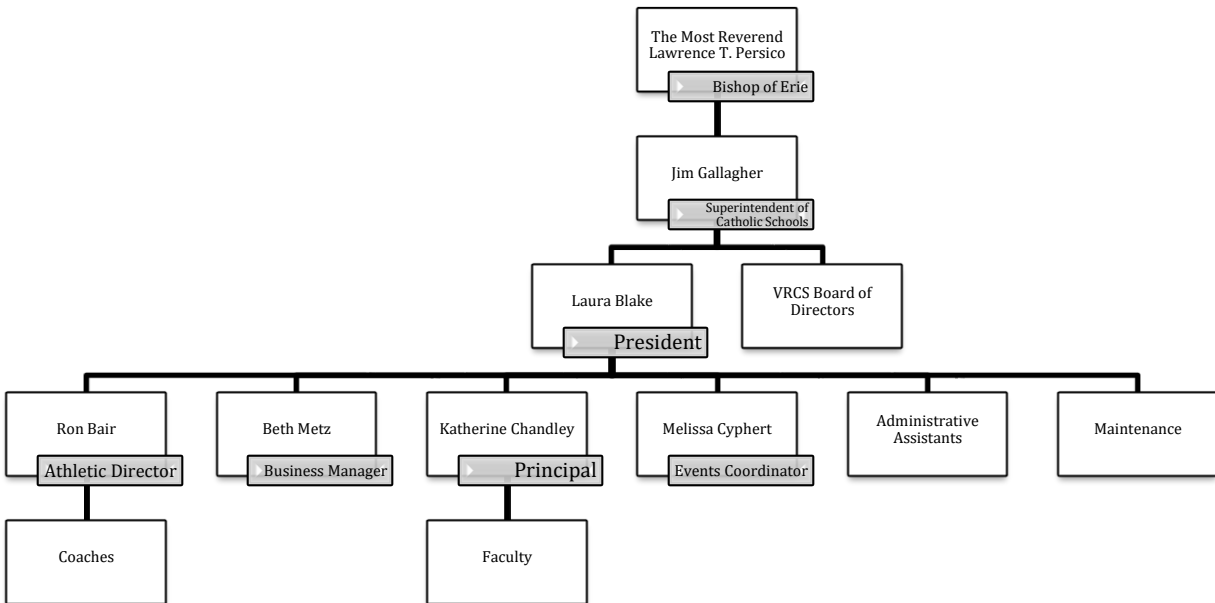 The Most Reverend
Lawrence T. Persico
Bishop of Erie
Jim Gallagher
Superintendent of
Catholic Schools
Laura Blake
President
VRCS Board of
Directors
Ron Bair
Athletic Director
Beth Metz
Business Manager
Katherine Chandley
Principal
Melissa Cyphert
Events Coordinator
Administrative
Assistants
Maintenance
Coaches
Faculty